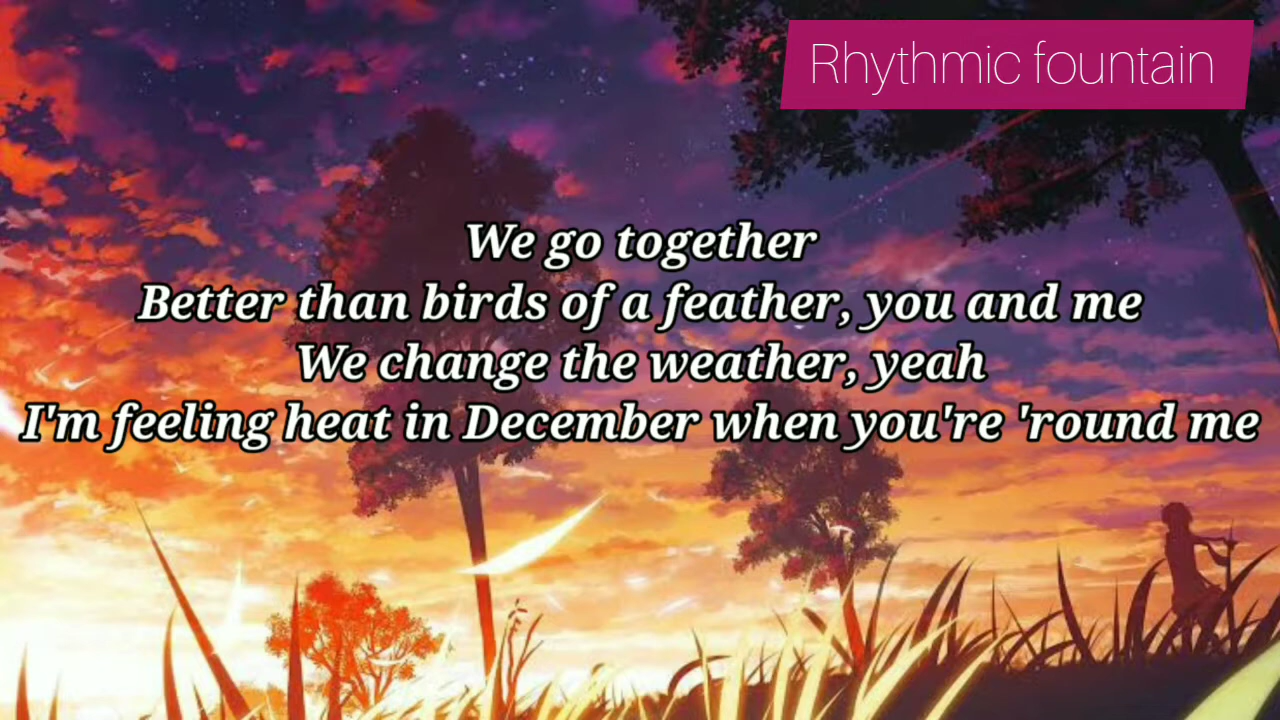 Rhythmic fountain
We go together
Better than birds of a feather, you and me
We change the weather, yeah
I'm feeling heat in December when you're 'round me